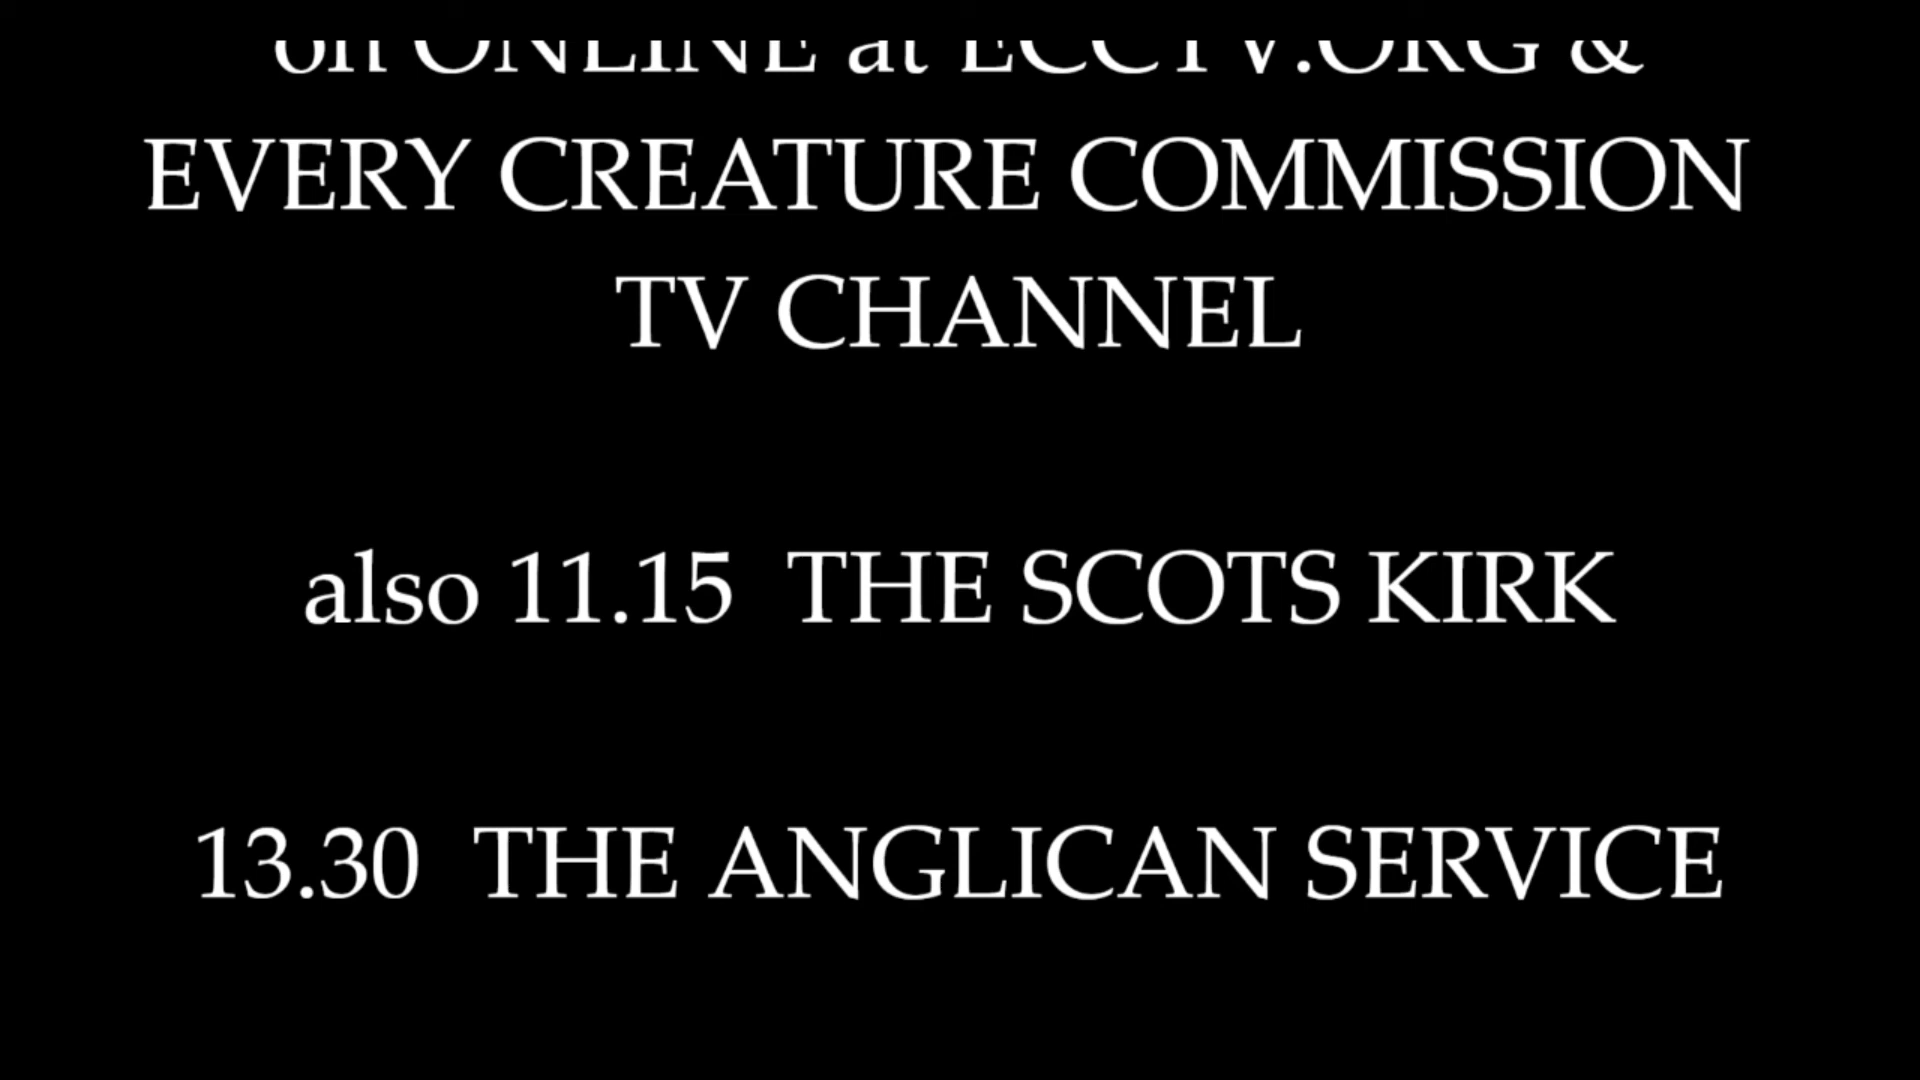 on ONLINE at ECCTV.ORG &
EVERY CREATURE COMMISSION
TV CHANNEL
also 11.15 THE SCOTS KIRK
13.30 THE ANGLICAN SERVICE